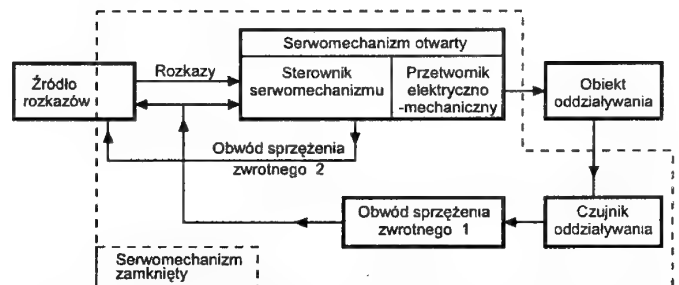 Serwomechanizm otwarty
Źródło
rozkazów
Rozkazy
Sterownik
serwomechanizmu
Przetwornik
elektryczno
-mechaniczny
Obiekt
oddziaływania
Obwód sprzężenia
zwrotnego 2
Obwód sprzężenia
zwrotnego 1
Czujnik
oddziaływania
Serwomechanizm
zamknięty